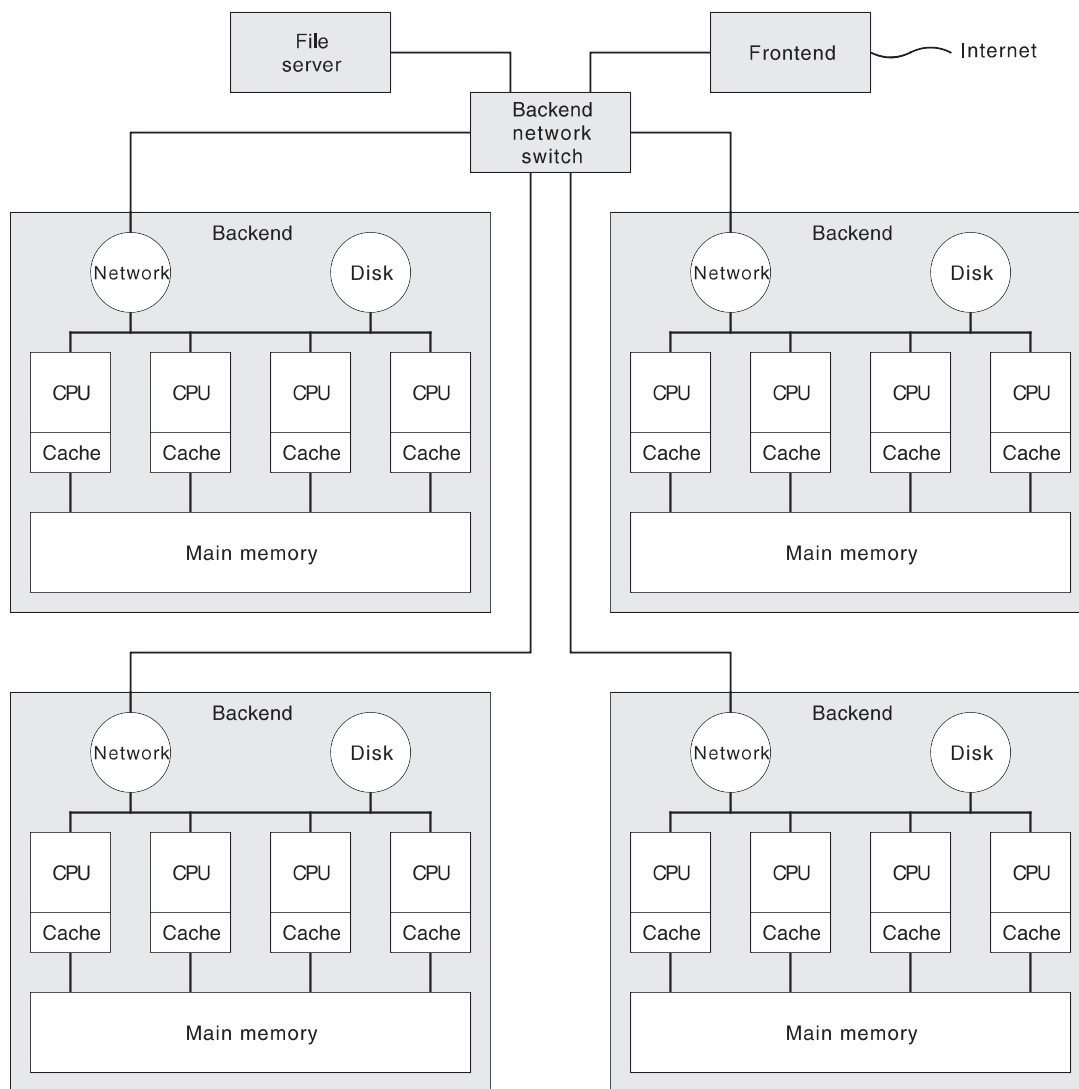 File
server
Frontend
Internet
Backend
network
switch
Backend
Network
Disk
CPU
CPU
CPU
CPU
Cache
Cache
Cache
Cache
Main memory
Backend
Network
Disk
CPU
CPU
CPU
CPU
Cache
Cache
Cache
Cache
Main memory
Backend
Network
Disk
CPU
CPU
CPU
CPU
Cache
Cache
Cache
Cache
Main memory
Backend
Network
Disk
CPU
CPU
CPU
CPU
Cache
Cache
Cache
Cache
Main memory